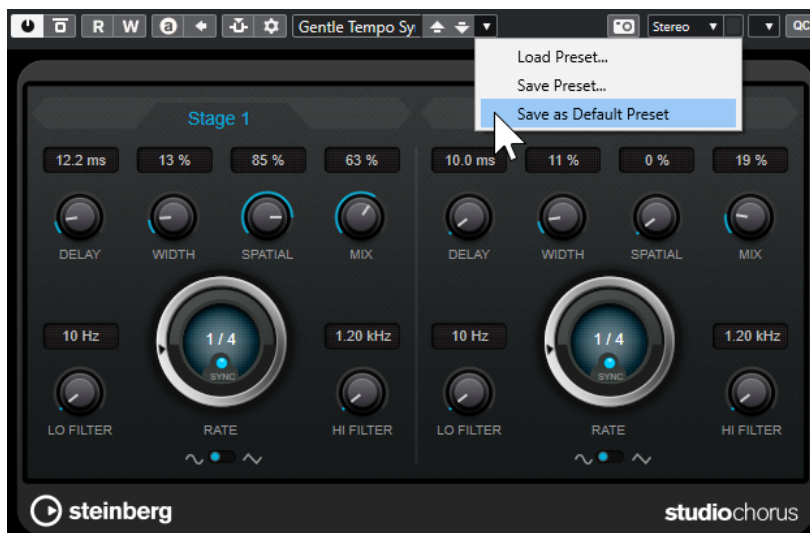 R W a Gentle Tempo Sy Stereo QC
Load Preset...
Save Preset...
Save as Default Preset
Stage 1
12.2 ms 13 % 85 % 63 % 10.0 ms 11 % 0 % 19 %
DELAY WIDTH SPATIAL MIX DELAY WIDTH SPATIAL MIX
10 Hz 1/4 1.20 kHz 10 Hz 1/4 1.20 kHz
SYNC SYNC
LO FILTER RATE HI FILTER LO FILTER RATE HI FILTER
steinberg studiochorus